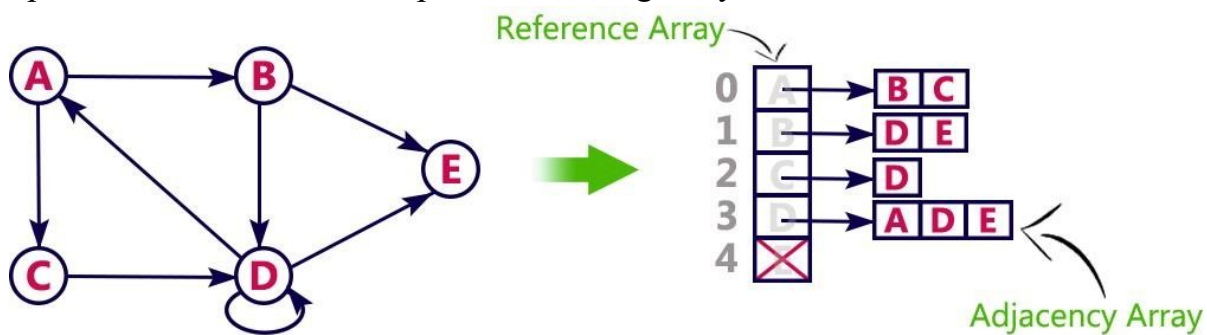 Reference Array
A B
E
C D
0 A B C
1 B D E
2 C D
3 D A D E
4 E
Adjacency Array